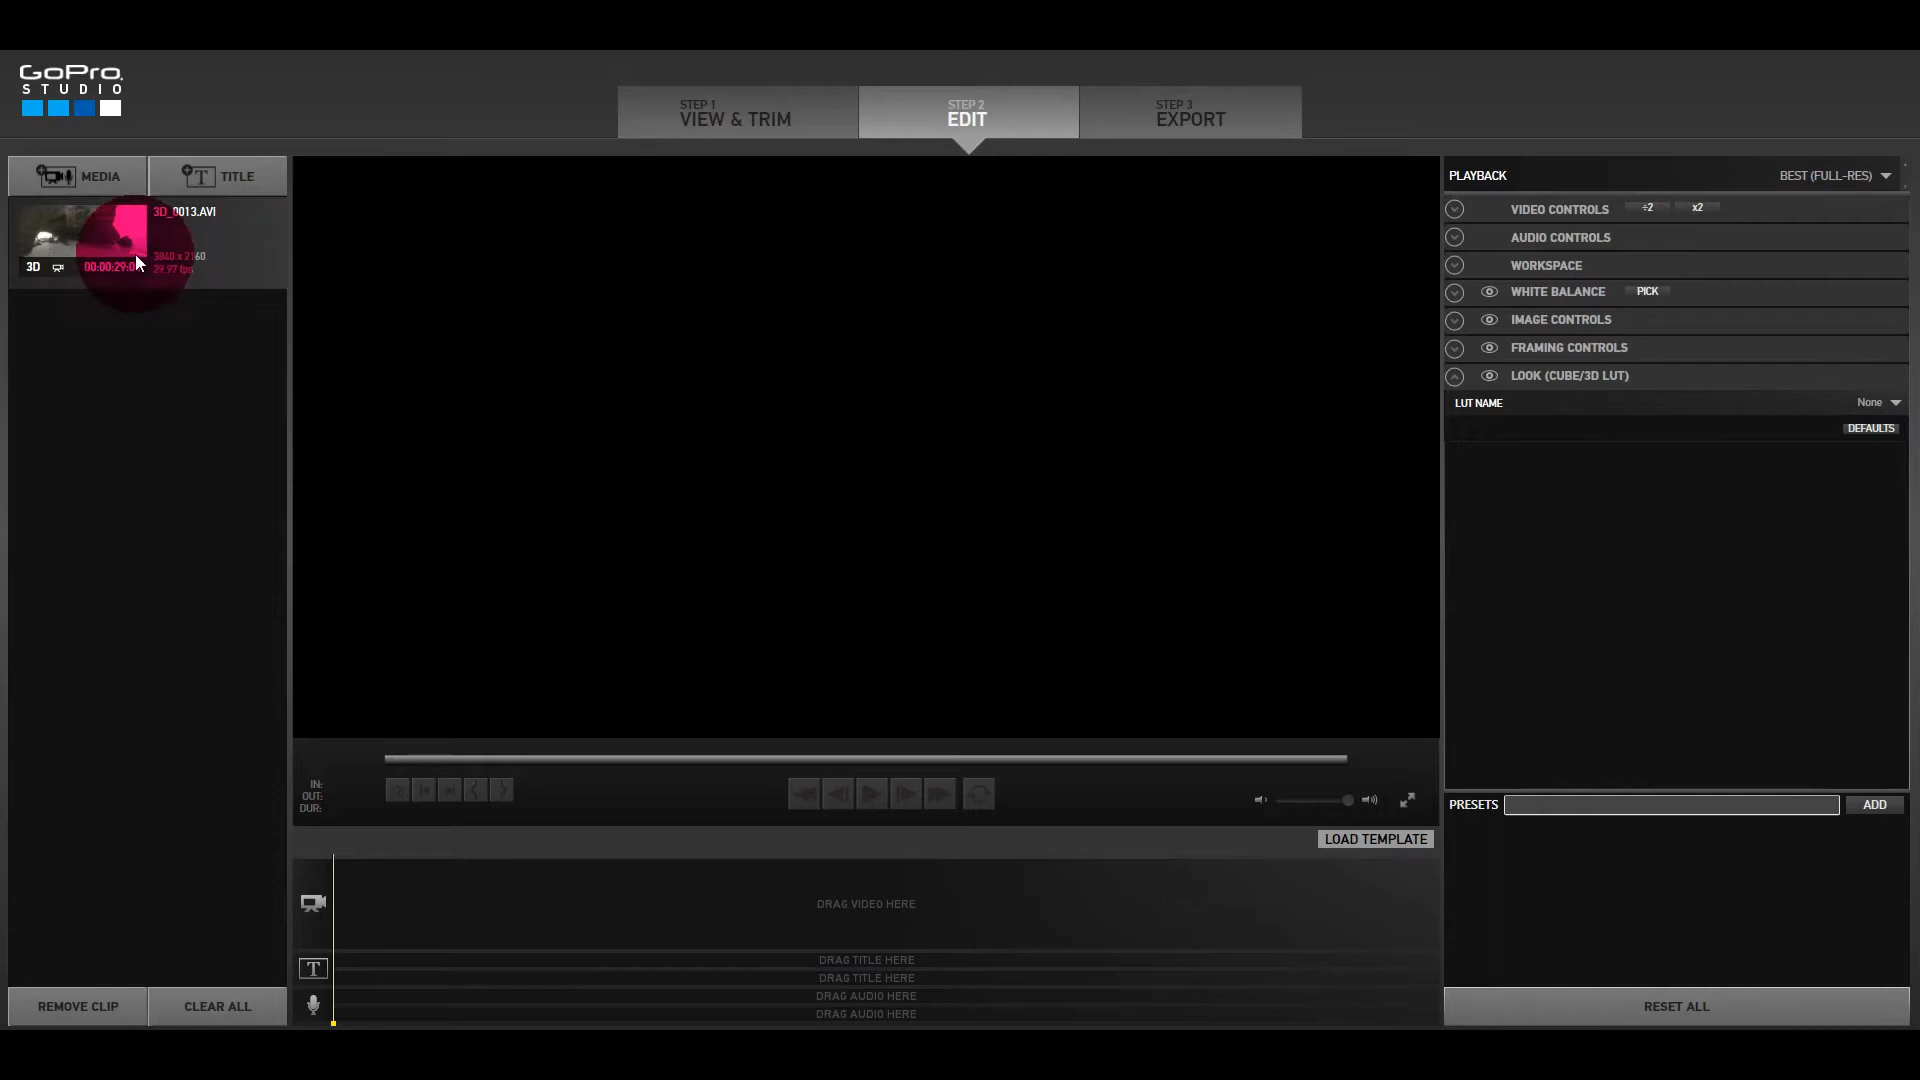 GoPro.
STUDIO
STEP 1
VIEW & TRIM
STEP 2
EDIT
STEP 3
EXPORT
MEDIA
TITLE
3D_0013.AVI
3840 x 2160
29.97 fps
3D
00:00:29:0
PLAYBACK
BEST (FULL-RES)
VIDEO CONTROLS
÷2
x2
AUDIO CONTROLS
WORKSPACE
WHITE BALANCE
PICK
IMAGE CONTROLS
FRAMING CONTROLS
LOOK (CUBE/3D LUT)
LUT NAME
None
DEFAULTS
IN:
OUT:
DUR:
LOAD TEMPLATE
PRESETS
ADD
DRAG VIDEO HERE
T
DRAG TITLE HERE
DRAG TITLE HERE
DRAG AUDIO HERE
DRAG AUDIO HERE
REMOVE CLIP
CLEAR ALL
RESET ALL